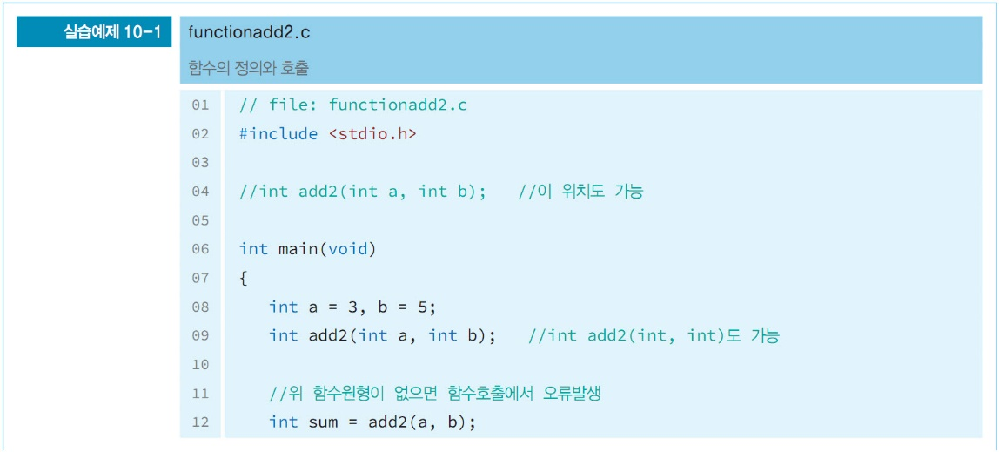 실습예제 10-1
functionadd2.c
함수의 정의와 호출
01 // file: functionadd2.c
02 #include <stdio.h>
03
04 //int add2(int a, int b); //이 위치도 가능
05
06 int main(void)
07 {
08 int a = 3, b = 5;
09 int add2(int a, int b); //int add2(int, int)도 가능
10
11 //위 함수원형이 없으면 함수호출에서 오류발생
12 int sum = add2(a, b);